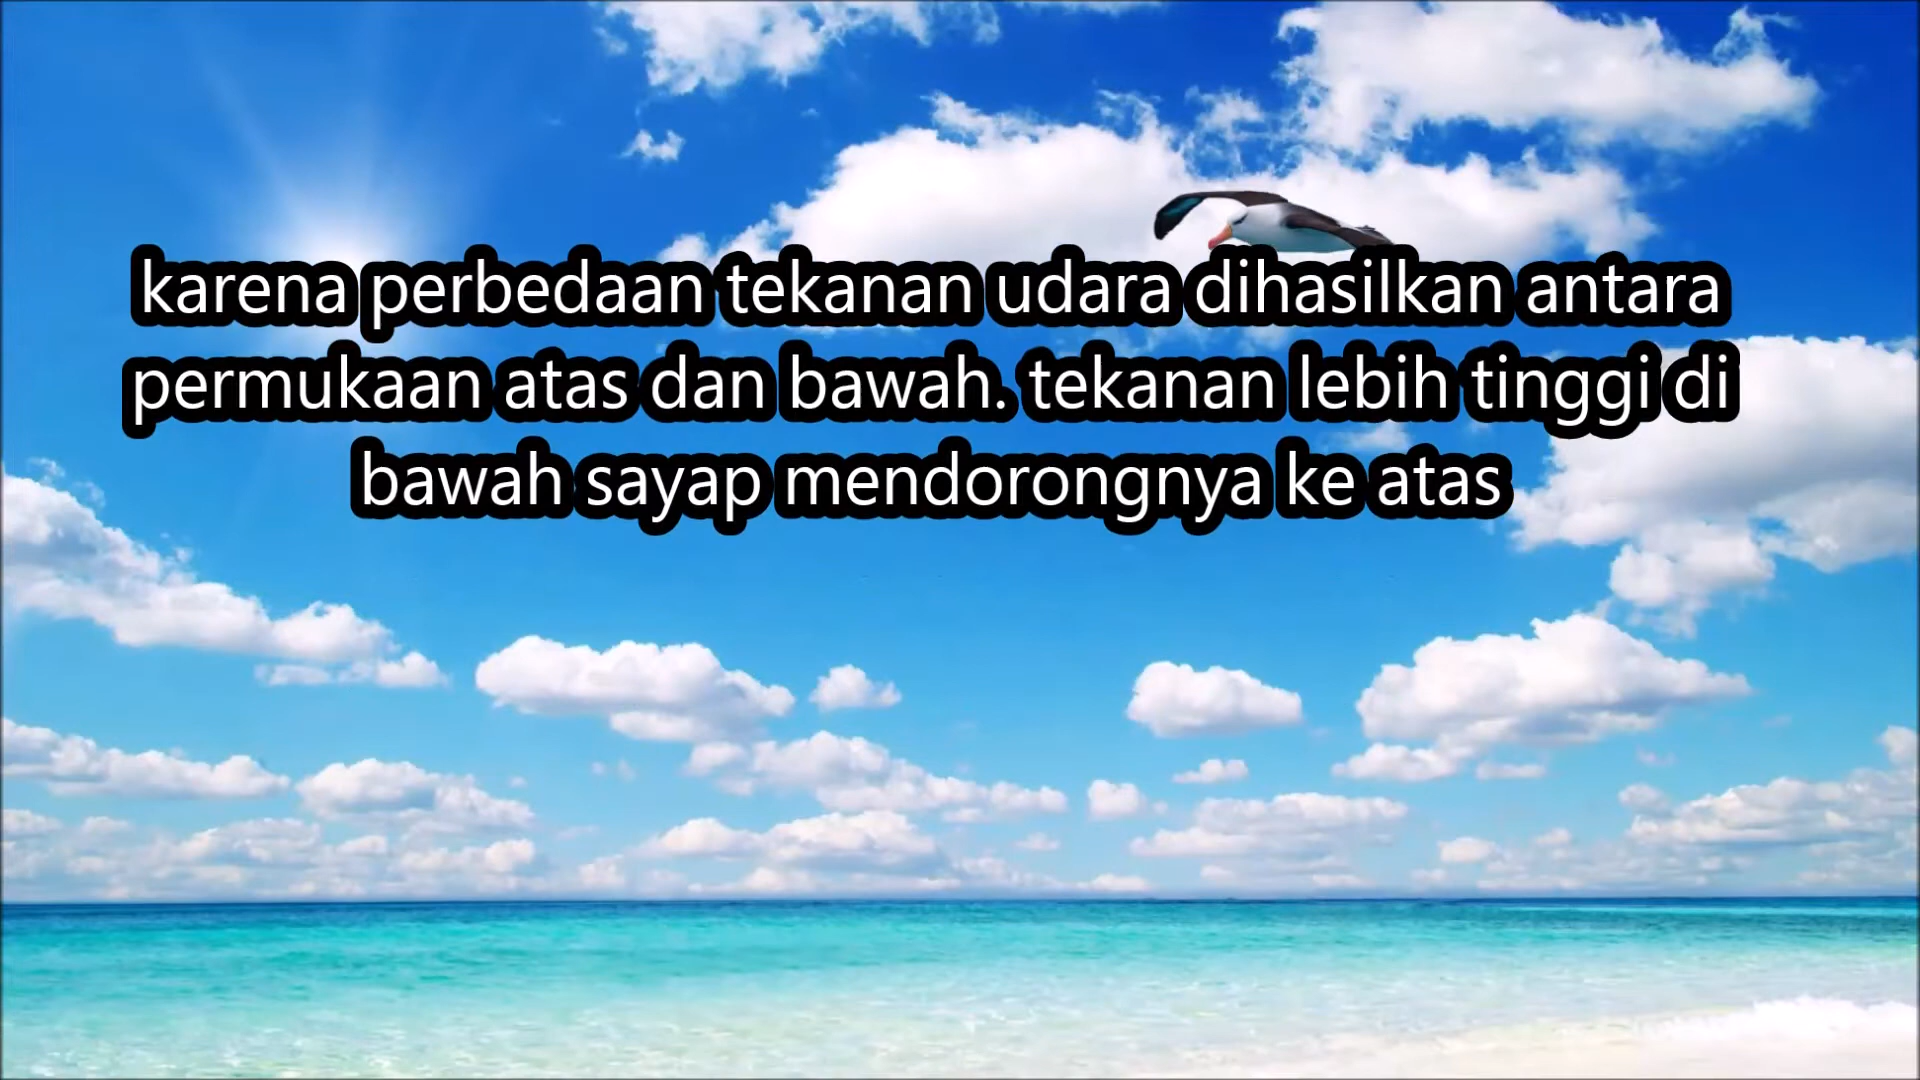 karena perbedaan tekanan udara dihasilkan antara
permukaan atas dan bawah. tekanan lebih tinggi di
bawah sayap mendorongnya ke atas